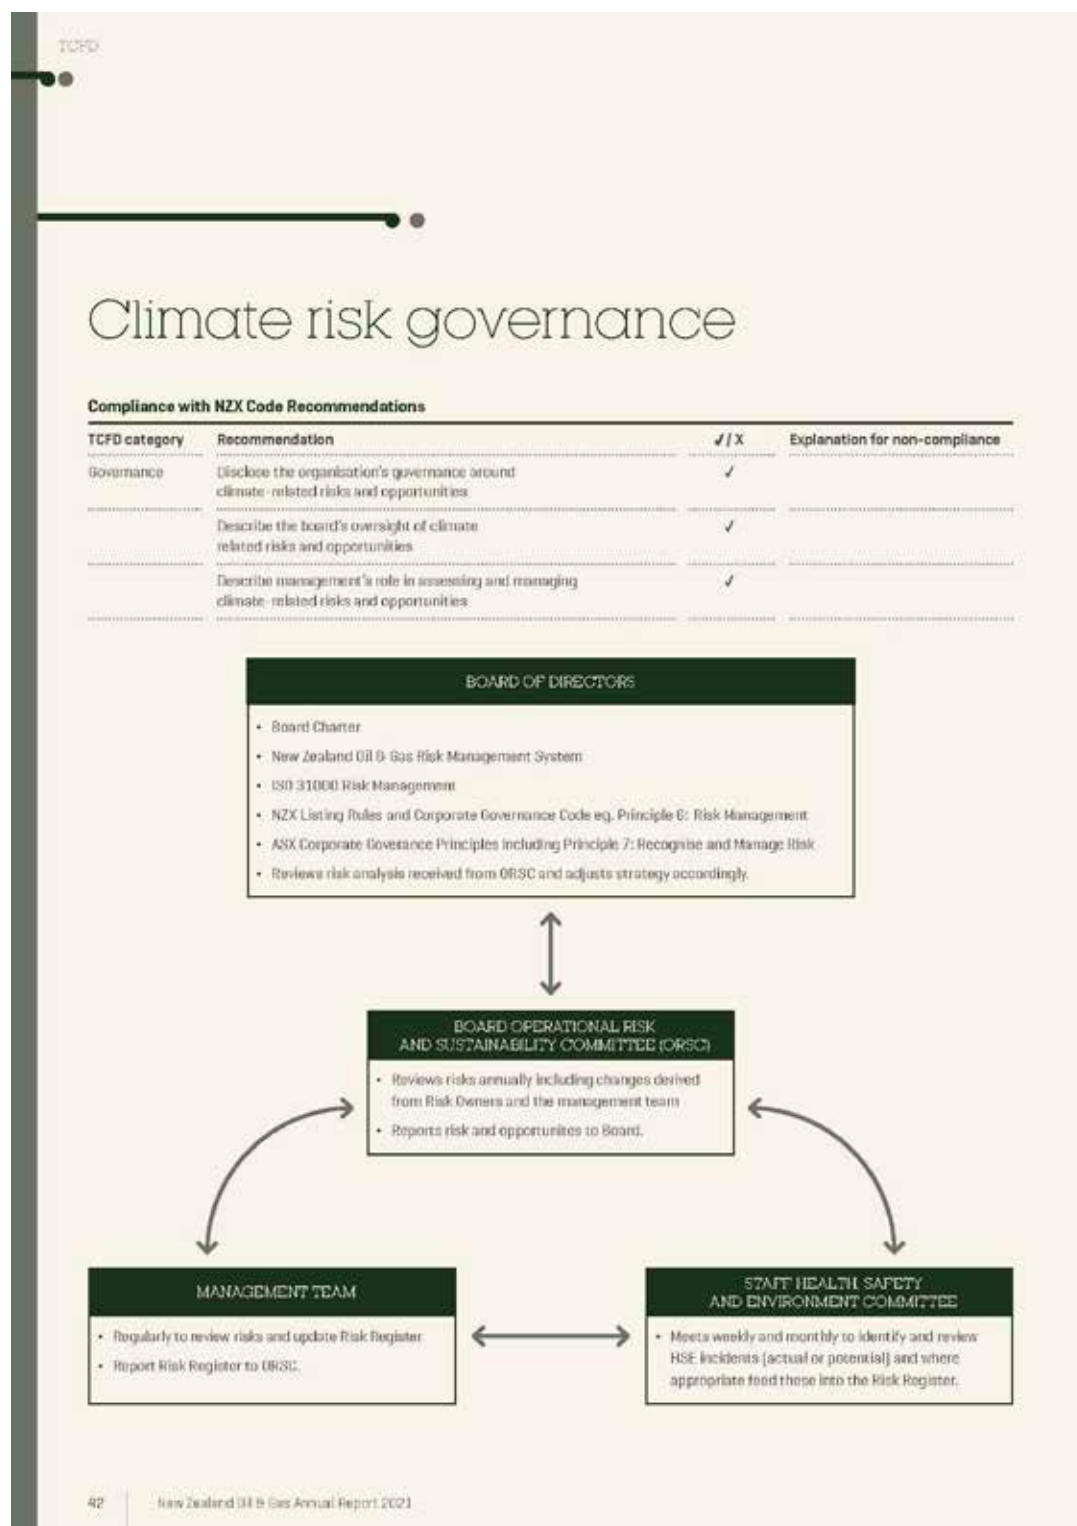 TCFD
Climate risk governance
Compliance with NZX Code Recommendations
TCFD category Recommendation ✓/ X Explanation for non-compliance
Governance Disclose the organisation's governance around ✓
climate-related risks and opportunities
Describe the board's oversight of climate ✓
related risks and opportunities
Describe management's role in assessing and managing ✓
climate-related risks and opportunities
BOARD OF DIRECTORS
• Board Charter
• New Zealand Oil & Gas Risk Management System
• ISO 31000 Risk Management
• NZX Listing Rules and Corporate Governance Code eg. Principle 6: Risk Management
• ASX Corporate Goverance Principles including Principle 7: Recognise and Manage Risk
• Reviews risk analysis received from ORSC and adjusts strategy accordingly.
BOARD OPERATIONAL RISK
AND SUSTAINABILITY COMMITTEE (ORSC)
• Reviews risks annually including changes derived
from Risk Owners and the management team
• Reports risk and opportunites to Board.
MANAGEMENT TEAM
• Regularly to review risks and update Risk Register
• Report Risk Register to ORSC.
STAFF HEALTH, SAFETY
AND ENVIRONMENT COMMITTEE
• Meets weekly and monthly to identify and review
HSE incidents (actual or potential) and where
appropriate feed these into the Risk Register.
42 New Zealand Oil & Gas Annual Report 2021